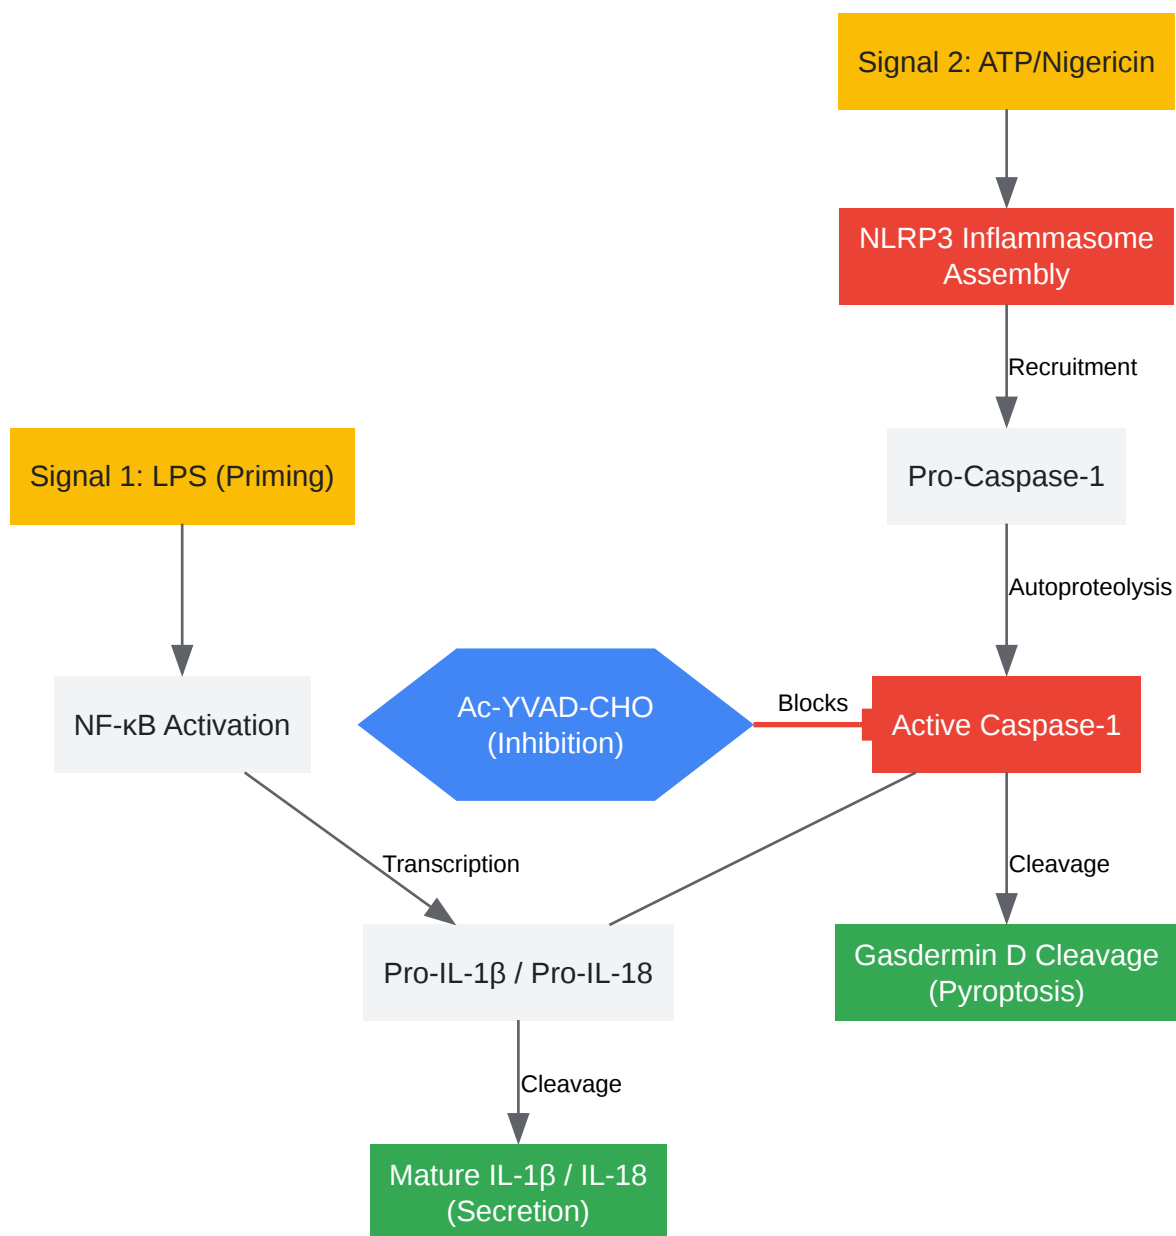 Signal 2: ATP/Nigericin
NLRP3 Inflammasome
Assembly
Recruitment
Signal 1: LPS (Priming)
Pro-Caspase-1
Autoproteolysis
NF-κB Activation
Ac-YVAD-CHO
(Inhibition)
Blocks
Active Caspase-1
Transcription
Cleavage
Pro-IL-1β / Pro-IL-18
Gasdermin D Cleavage
(Pyroptosis)
Cleavage
Mature IL-1β / IL-18
(Secretion)